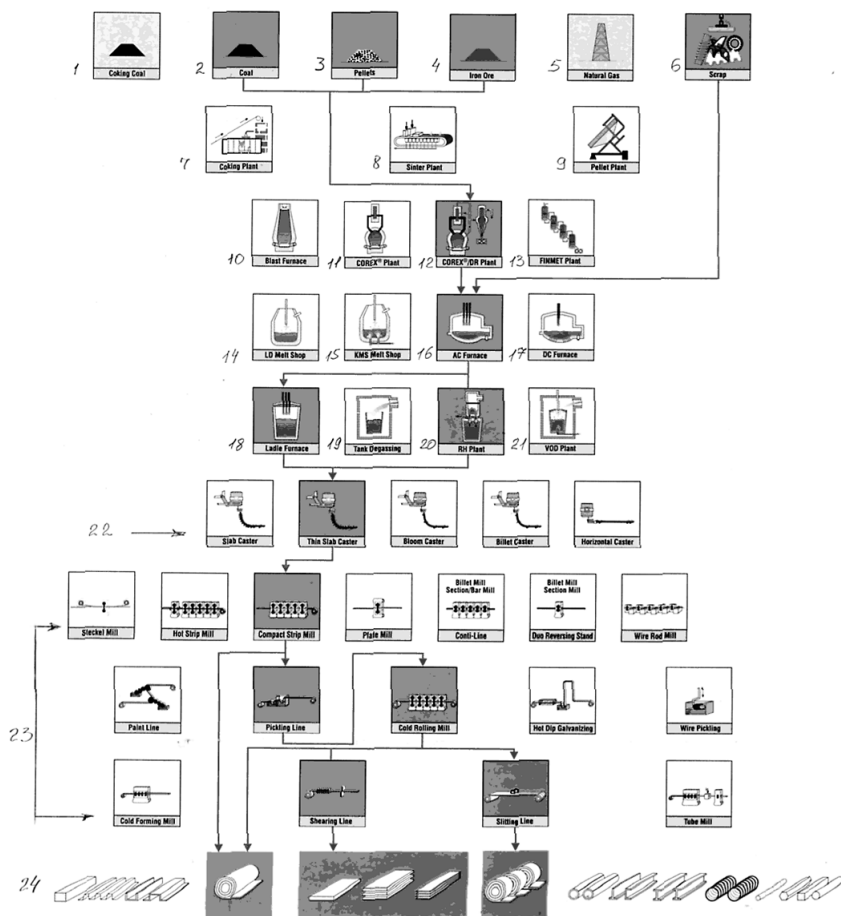 1 Coking Coal 2 Coal 3 Pellets 4 Iron Ore 5 Natural Gas 6 Scrap
7 Coking Plant 8 Sinter Plant 9 Pellet Plant
10 Blast Furnace 11 COREX® Plant 12 COREX®/DR Plant 13 FINMET Plant
14 LD Melt Shop 15 KMS Melt Shop 16 AC Furnace 17 DC Furnace
18 Ladle Furnace 19 Tank Degassing 20 RH Plant 21 VOD Plant
22 Slab Caster Thin Slab Caster Bloom Caster Billet Caster Horizontal Caster
Billet Mill Billet Mill
Section/Bar Mill Section Mill
Steckel Mill Hot Strip Mill Compact Strip Mill Plate Mill Conti-Line Duo Reversing Stand Wire Rod Mill
Paint Line Pickling Line Cold Rolling Mill Hot Dip Galvanizing Wire Pickling
23
Cold Forming Mill Shearing Line Slitting Line Tube Mill
24